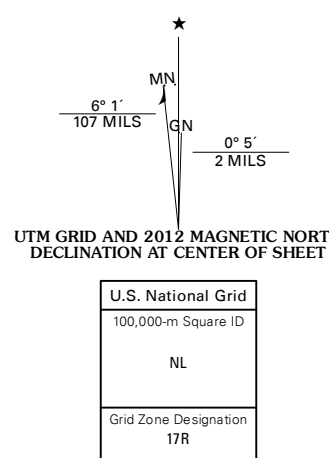 ★
MN
6° 1´
107 MILS
GN
0° 5´
2 MILS
UTM GRID AND 2012 MAGNETIC NORT
DECLINATION AT CENTER OF SHEET
U.S. National Grid
100,000-m Square ID
NL
Grid Zone Designation
17R